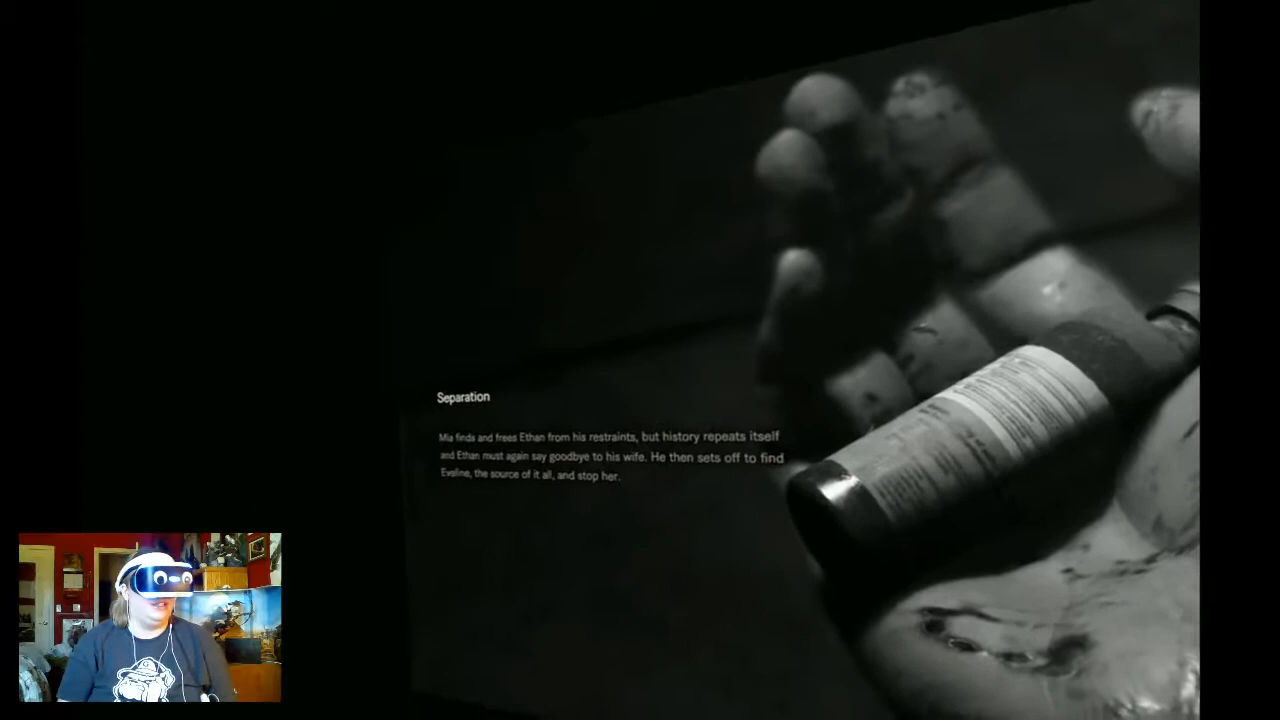 Separation
Mia finds and frees Ethan from his restraints, but history repeats itself
and Ethan must again say goodbye to his wife. He then sets off to find
Eveline, the source of it all, and stop her.